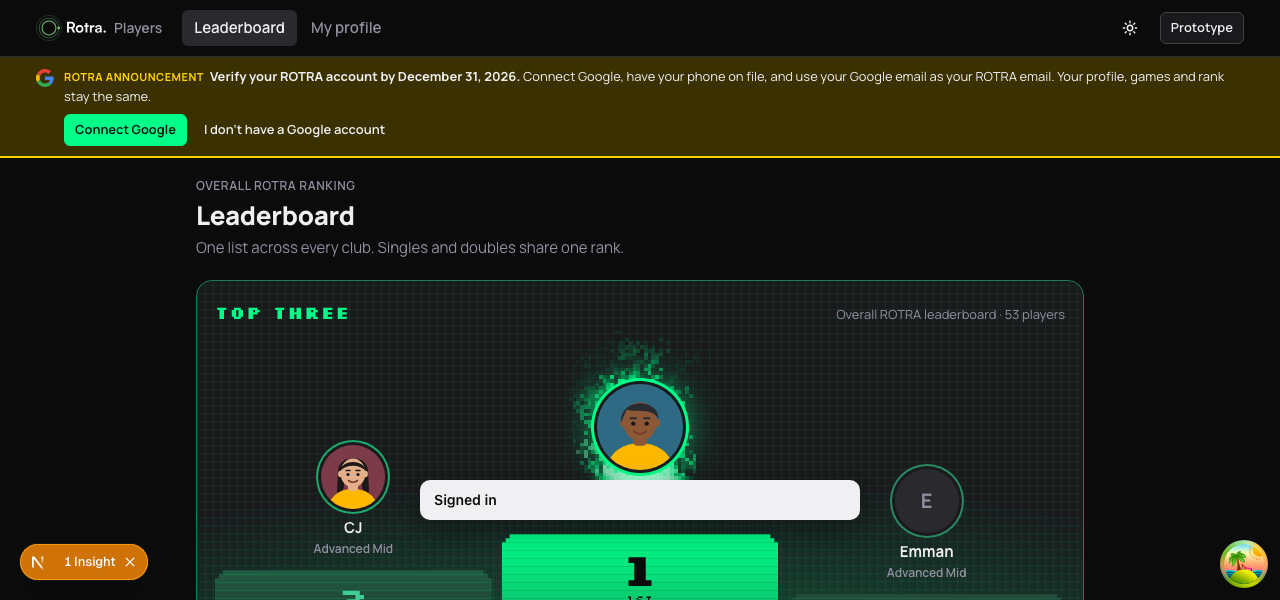 Rotra. Players Leaderboard My profile Prototype
ROTRA ANNOUNCEMENT Verify your ROTRA account by December 31, 2026. Connect Google, have your phone on file, and use your Google email as your ROTRA email. Your profile, games and rank
stay the same.
Connect Google I don't have a Google account
OVERALL ROTRA RANKING
Leaderboard
One list across every club. Singles and doubles share one rank.
TOP THREE Overall ROTRA leaderboard · 53 players
E
Signed in
CJ
Advanced Mid
Emman
Advanced Mid
1 Insight
1